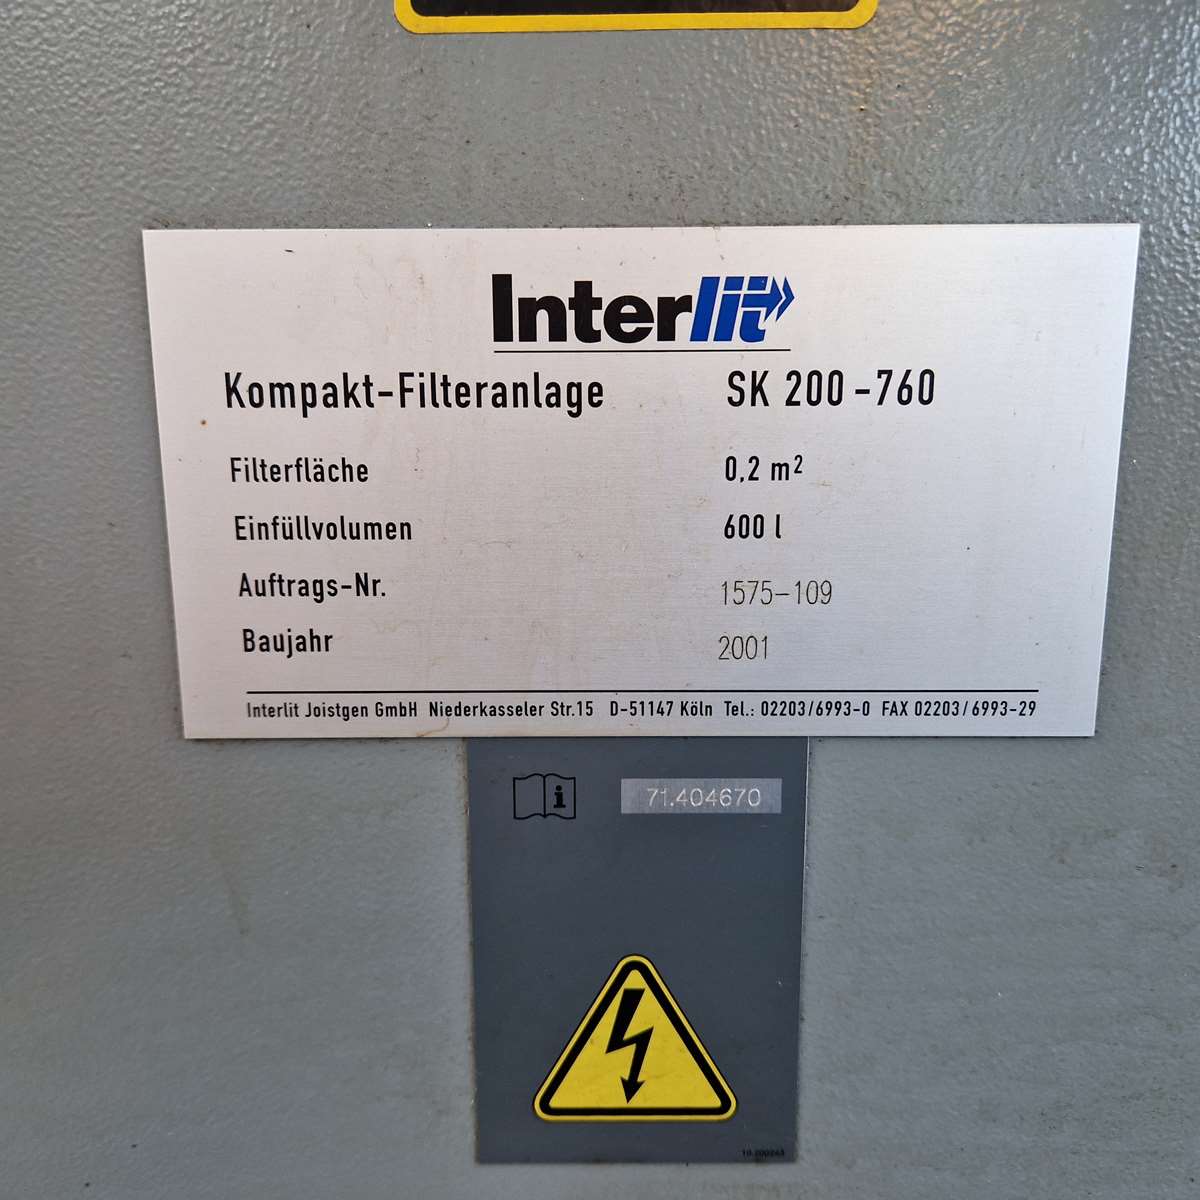 Interlit
Kompakt-Filteranlage SK 200-760
Filterfläche 0,2 m²
Einfüllvolumen 600 l
Auftrags-Nr. 1575-109
Baujahr 2001
Interlit Joistgen GmbH Niederkasseler Str.15 D-51147 Köln Tel.: 02203/6993-0 FAX 02203/6993-29
i 71.404670